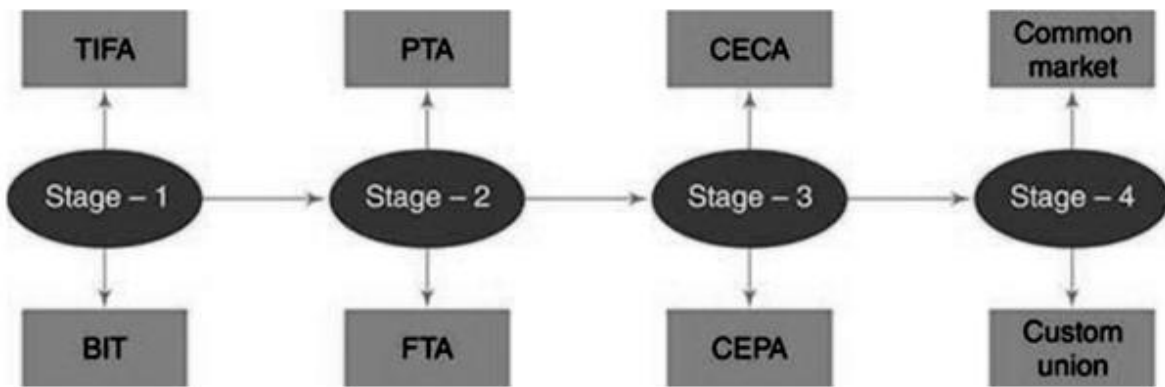 TIFA
PTA
CECA
Common
market
Stage – 1
Stage – 2
Stage – 3
Stage – 4
BIT
FTA
CEPA
Custom
union